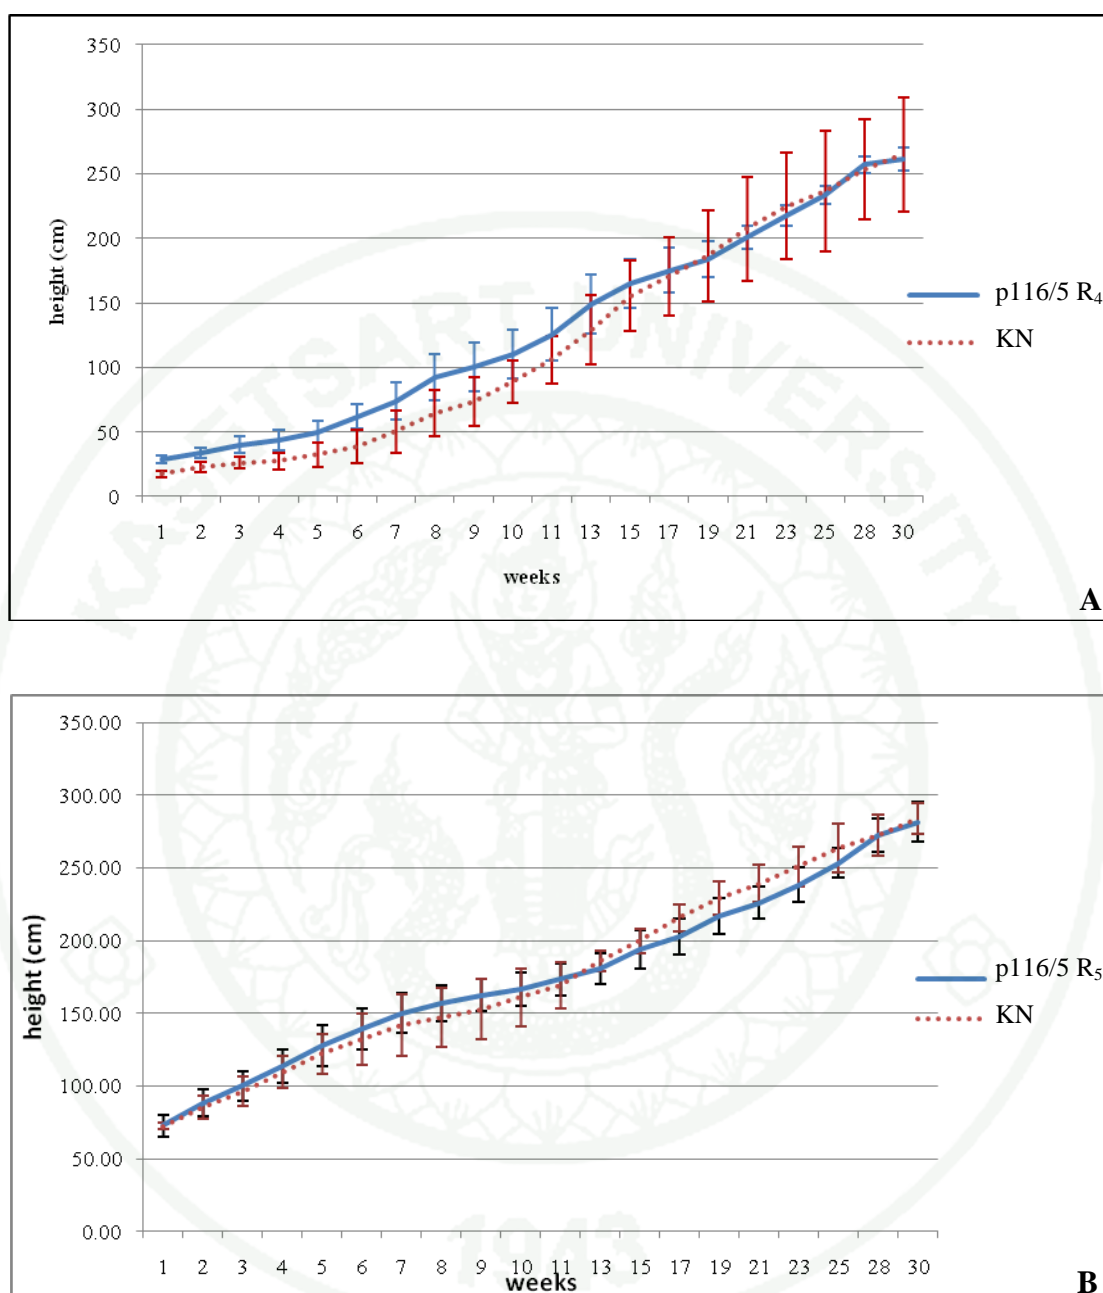 350
300
250
200
150
100
50
0
height (cm)
1 2 3 4 5 6 7 8 9 10 11 13 15 17 19 21 23 25 28 30
weeks
p116/5 R4
KN
A
350.00
300.00
250.00
200.00
150.00
100.00
50.00
0.00
height (cm)
1 2 3 4 5 6 7 8 9 10 11 13 15 17 19 21 23 25 28 30
weeks
p116/5 R5
KN
B
KASETSART UNIVERSITY
1943